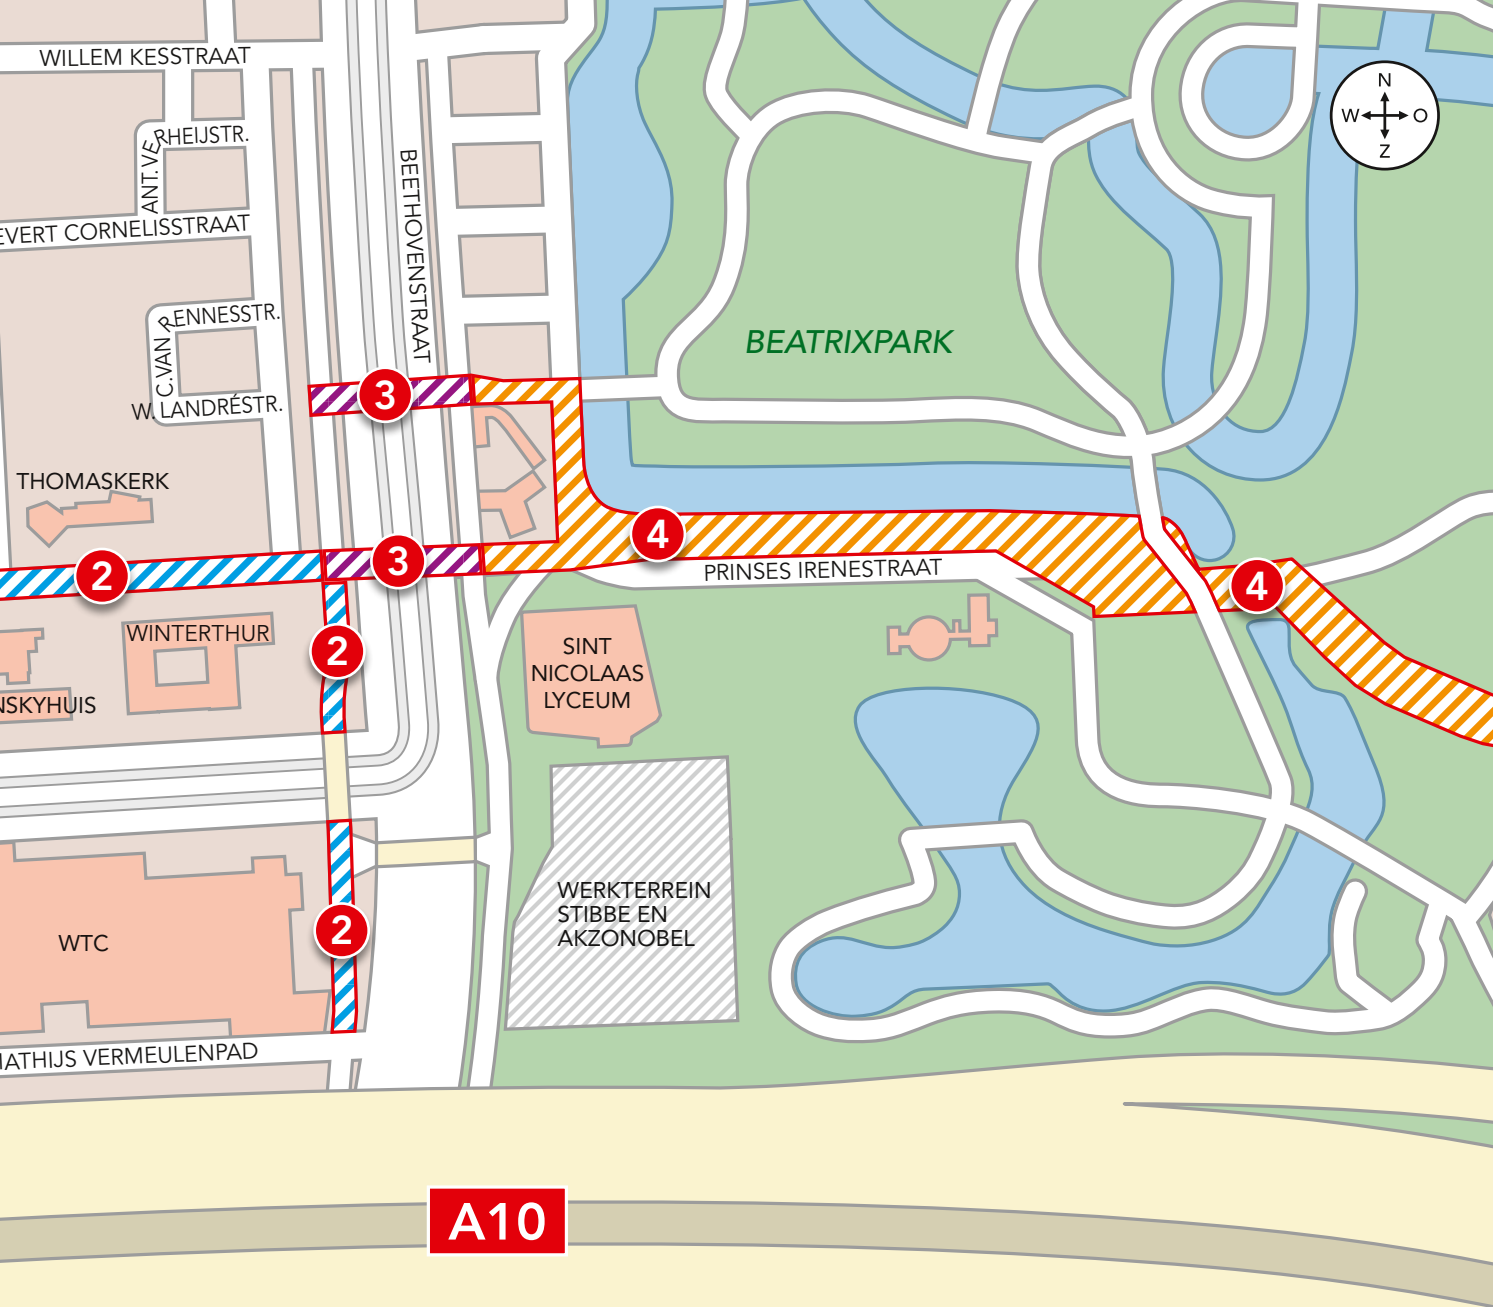 WILLEM KESSTRAAT
N
W O
Z
ANT. VERHEIJSTR.
BEETHOVENSTRAAT
EVERT CORNELISSTRAAT
C. VAN RENNESSTR.
BEATRIXPARK
3
W. LANDRÉSTR.
THOMASKERK
4
3
2
PRINSES IRENESTRAAT
4
WINTERTHUR
2
SINT
NICOLAAS
LYCEUM
NSKYHUIS
WERKTERREIN
STIBBE EN
AKZONOBEL
2
WTC
MATHIJS VERMEULENPAD
A10